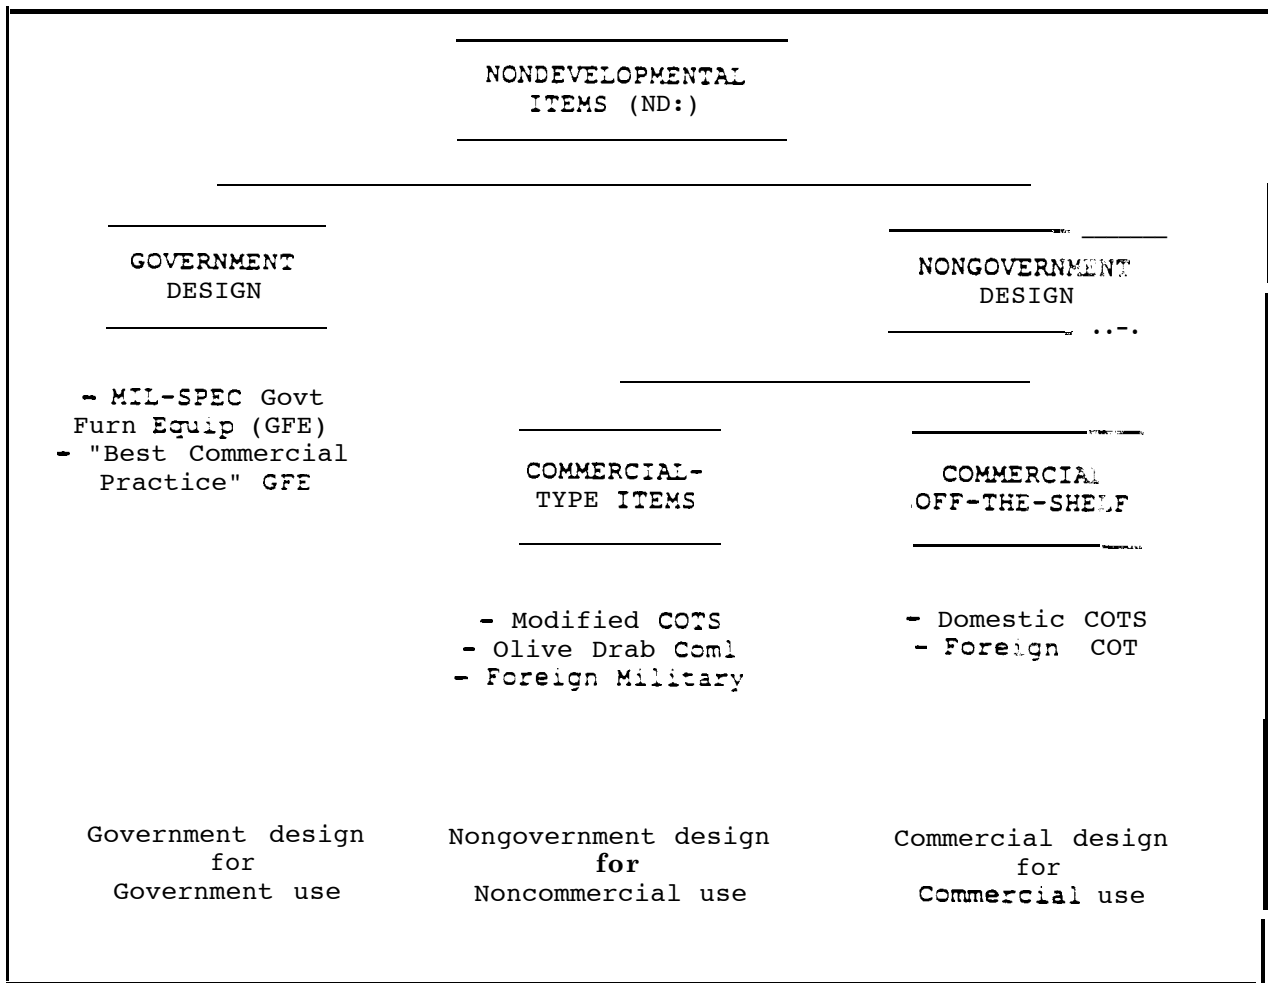 NONDEVELOPMENTAL
ITEMS (ND:)
GOVERNMENT
DESIGN
NONGOVERNMENT
DESIGN
..-.
- MIL-SPEC Govt
Furn Equip (GFE)
- "Best Commercial
Practice" GFE
COMMERCIAL-
TYPE ITEMS
COMMERCIAL
OFF-THE-SHELF
- Modified COTS
- Olive Drab Coml
- Foreign Military
- Domestic COTS
- Foreign COT
Government design
for
Government use
Nongovernment design
for
Noncommercial use
Commercial design
for
Commercial use